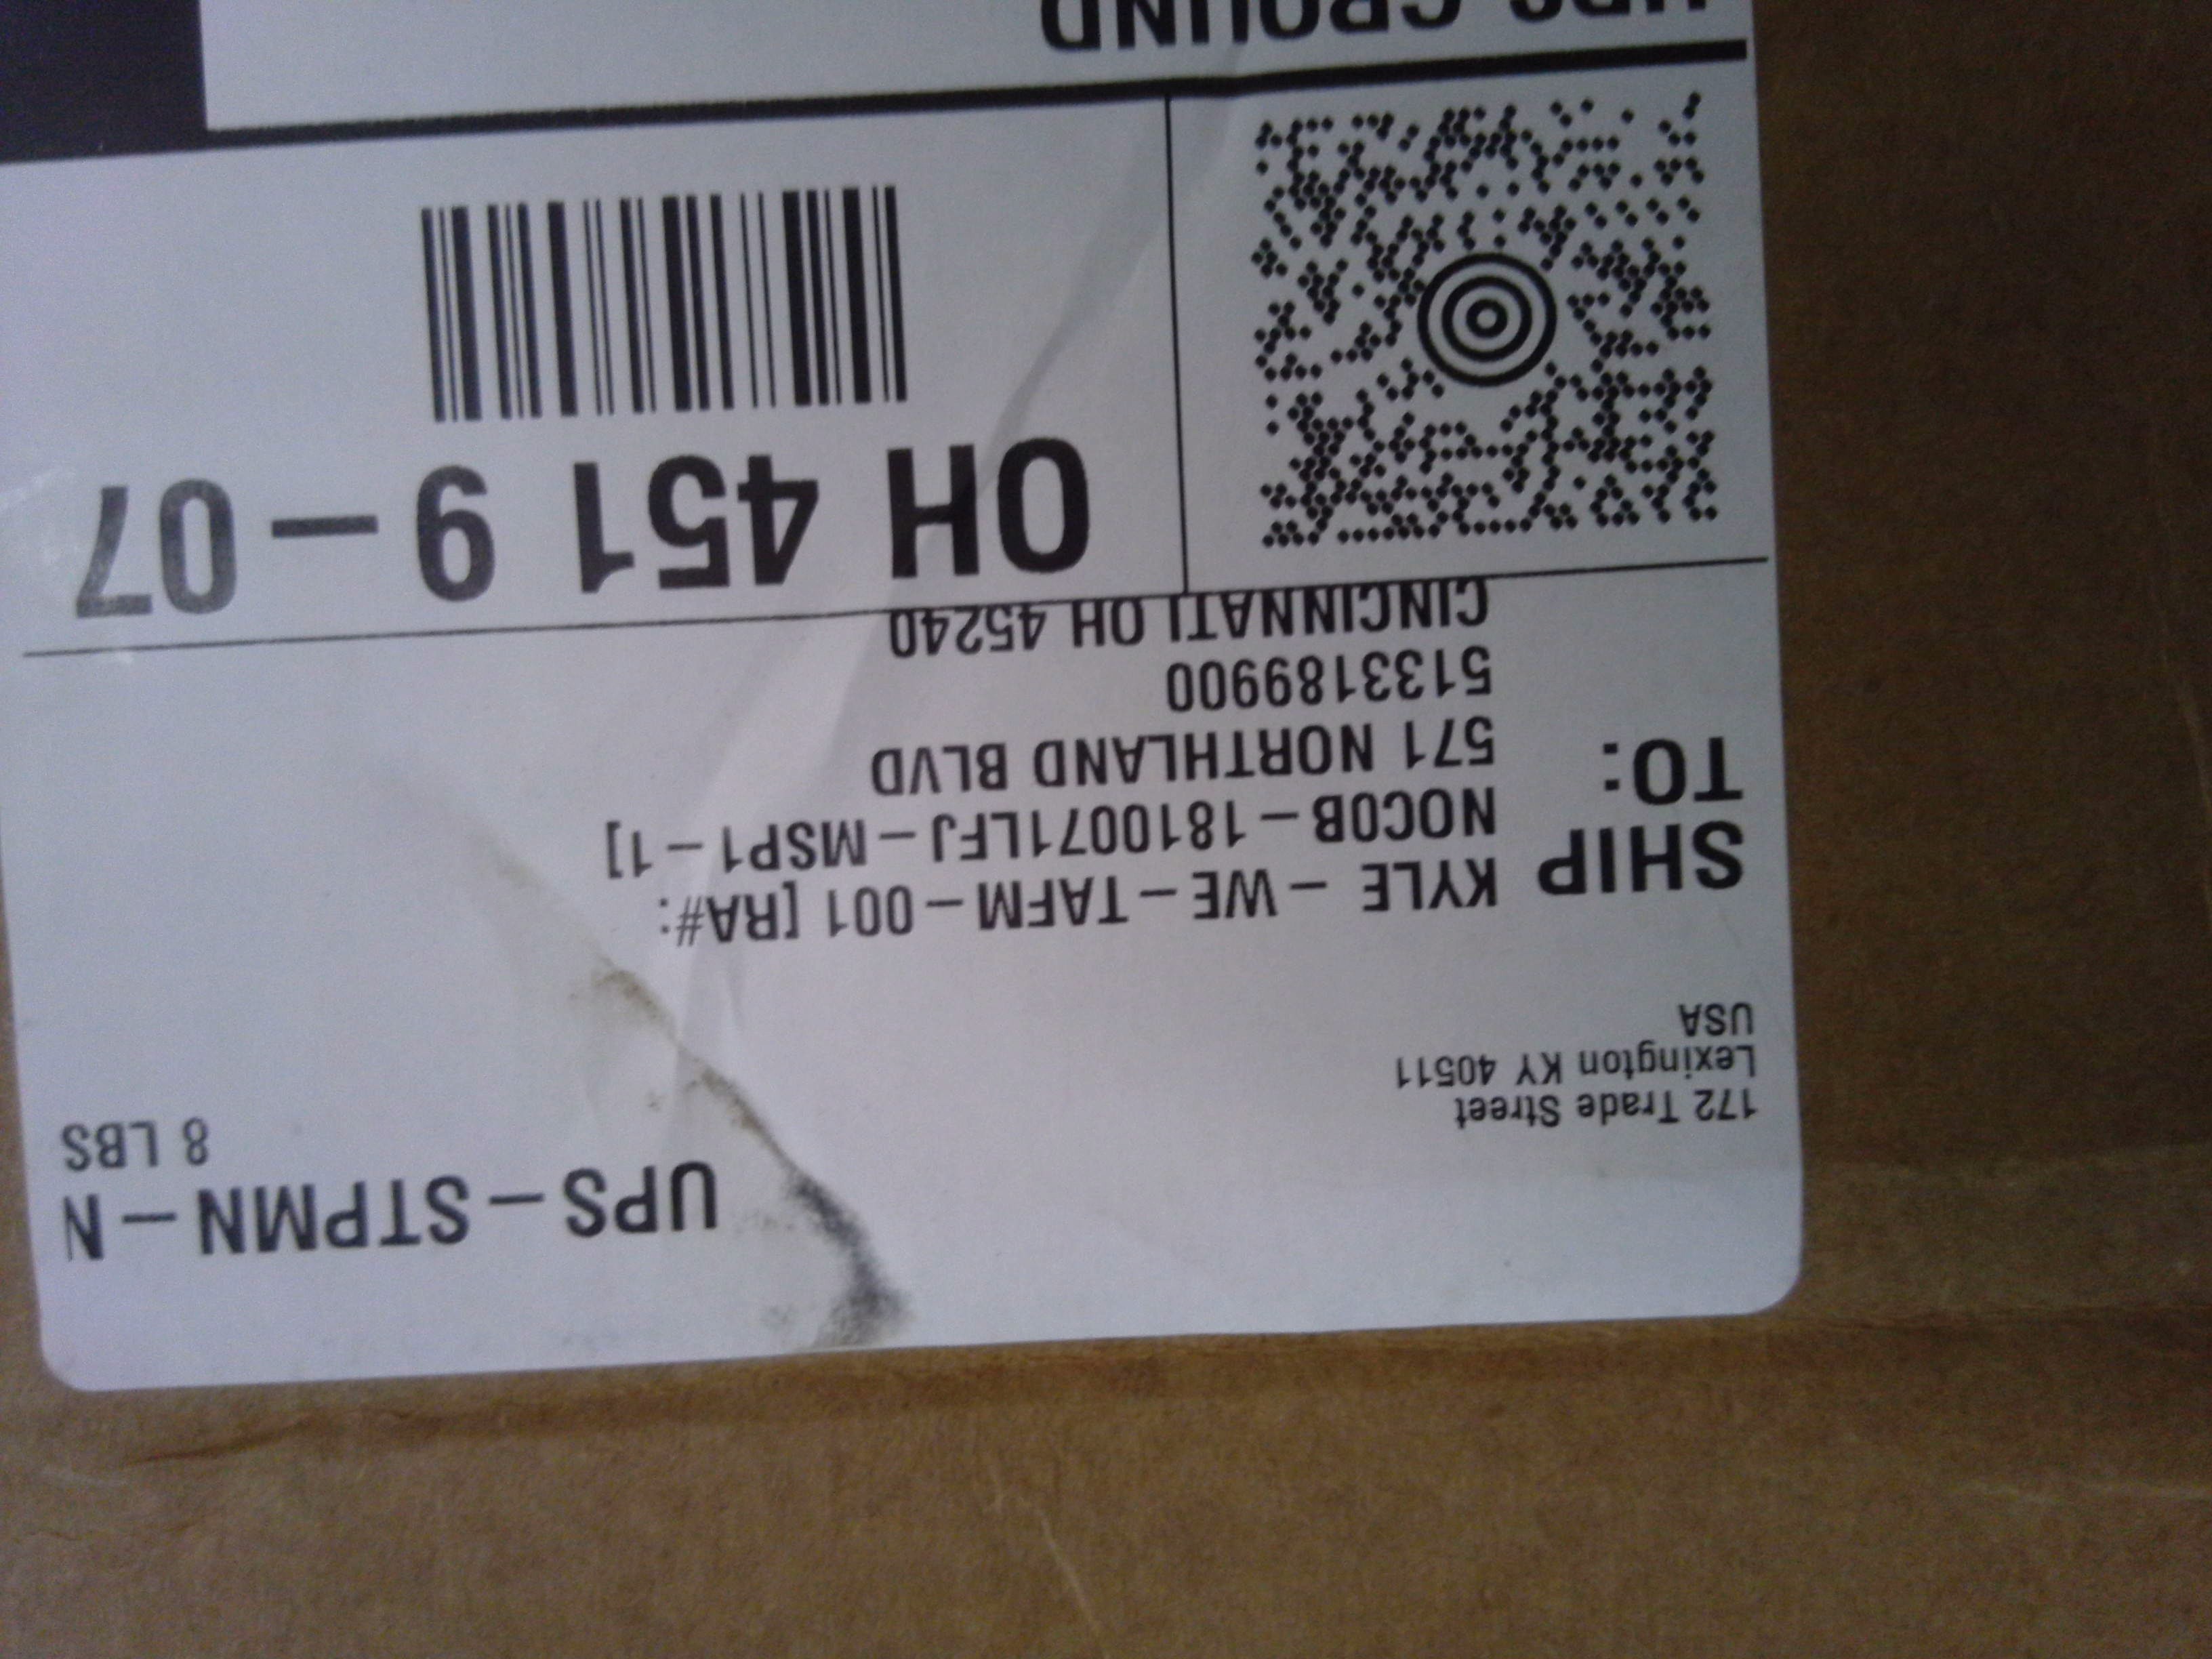 UPS-STPMN-N
8 LBS
172 Trade Street
Lexington KY 40511
USA
SHIP
TO:
KYLE -WE-TAFM-001 [RA#:
NOCOB-1810071LFJ-MSP1-1]
571 NORTHLAND BLVD
5133189900
CINCINNATI OH 45240
OH 451 9-07
UPS GROUND